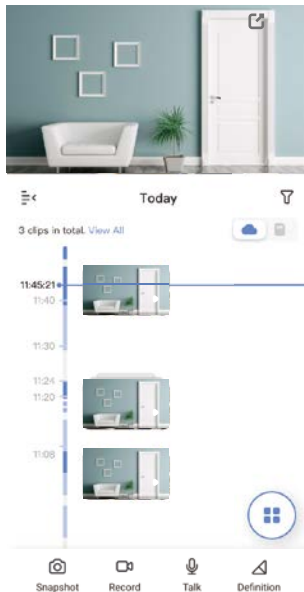 Today
3 clips in total. View All
11:45:21
11:40
11:30
11:24
11:20
11:08
Snapshot Record Talk Definition